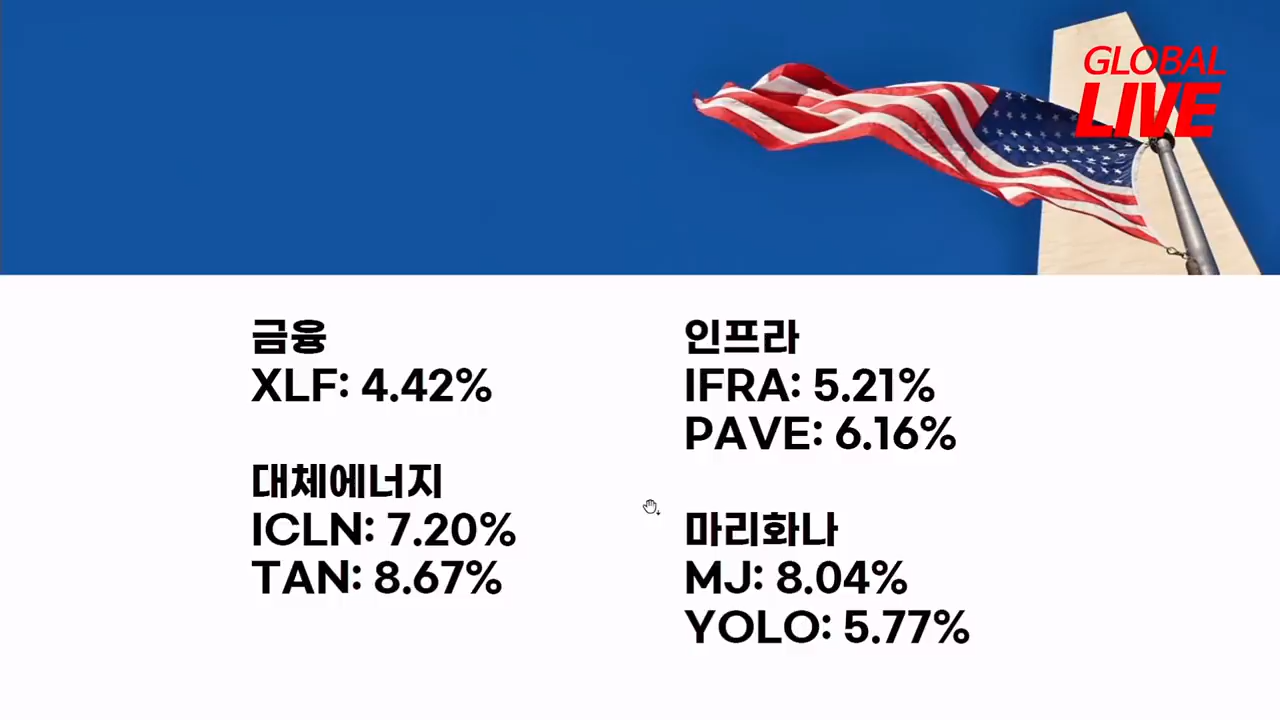 GLOBAL
LIVE
금융
XLF: 4.42%
대체에너지
ICLN: 7.20%
TAN: 8.67%
인프라
IFRA: 5.21%
PAVE: 6.16%
마리화나
MJ: 8.04%
YOLO: 5.77%